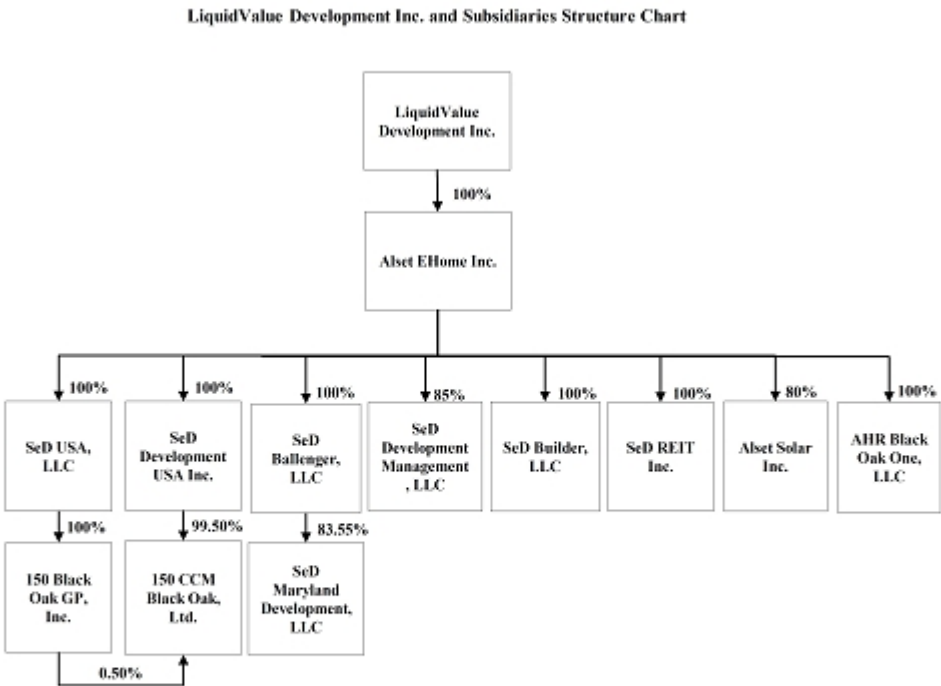 LiquidValue Development Inc. and Subsidiaries Structure Chart
LiquidValue
Development Inc.
100%
Alset EHome Inc.
100%
100%
100%
85%
100%
100%
80%
100%
SeD USA,
LLC
SeD
Development
USA Inc.
SeD
Ballenger,
LLC
SeD
Development
Management
, LLC
SeD Builder,
LLC
SeD REIT
Inc.
Alset Solar
Inc.
AHR Black
Oak One,
LLC
100%
99.50%
83.55%
150 Black
Oak GP,
Inc.
150 CCM
Black Oak,
Ltd.
SeD
Maryland
Development,
LLC
0.50%